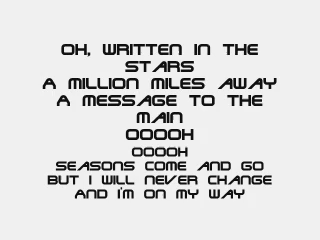 OH, WRITTEN IN THE
STARS
A MILLION MILES AWAY
A MESSAGE TO THE
MAIN
OOOOH
OOOOH
SEASONS COME AND GO
BUT I WILL NEVER CHANGE
AND I'M ON MY WAY